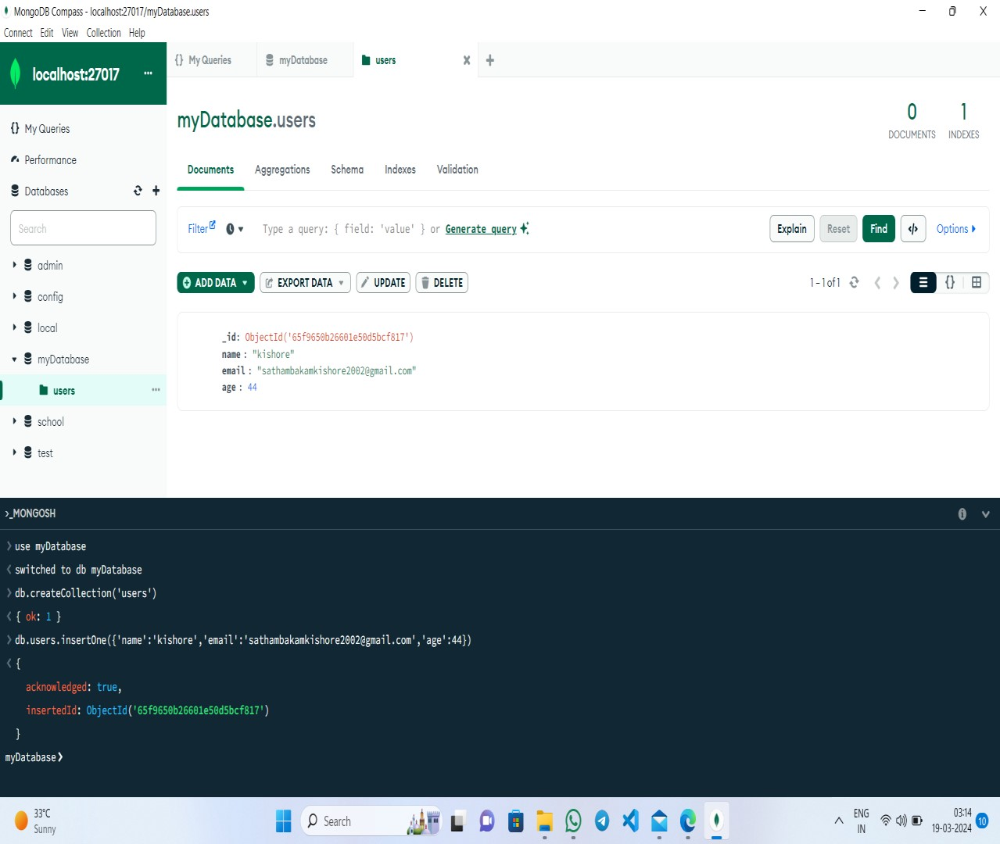 MongoDB Compass - localhost:27017/myDatabase.users
Connect Edit View Collection Help
localhost:27017 ...
{} My Queries
myDatabase
users
My Queries
Performance
Databases
Search
admin
config
local
myDatabase
users ...
school
test
myDatabase.users
0 DOCUMENTS
1 INDEXES
Documents Aggregations Schema Indexes Validation
Filter Type a query: { field: 'value' } or Generate query Explain Reset Find </> Options
ADD DATA EXPORT DATA UPDATE DELETE 1 - 1 of 1 {}
_id: ObjectId('65f9650b26601e50d5bcf817')
name : "kishore"
email : "sathambakamkishore2002@gmail.com"
age : 44
>_MONGOSH
> use myDatabase
< switched to db myDatabase
> db.createCollection('users')
< { ok: 1 }
> db.users.insertOne({'name':'kishore','email':'sathambakamkishore2002@gmail.com','age':44})
< {
acknowledged: true,
insertedId: ObjectId('65f9650b26601e50d5bcf817')
}
myDatabase>
33°C
Sunny
Search
ENG
IN
03:14
19-03-2024
10